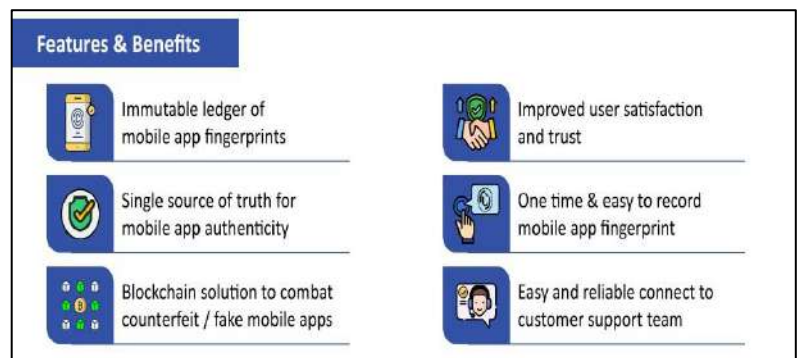 Features & Benefits
Immutable ledger of
mobile app fingerprints
Single source of truth for
mobile app authenticity
Blockchain solution to combat
counterfeit / fake mobile apps
Improved user satisfaction
and trust
One time & easy to record
mobile app fingerprint
Easy and reliable connect to
customer support team